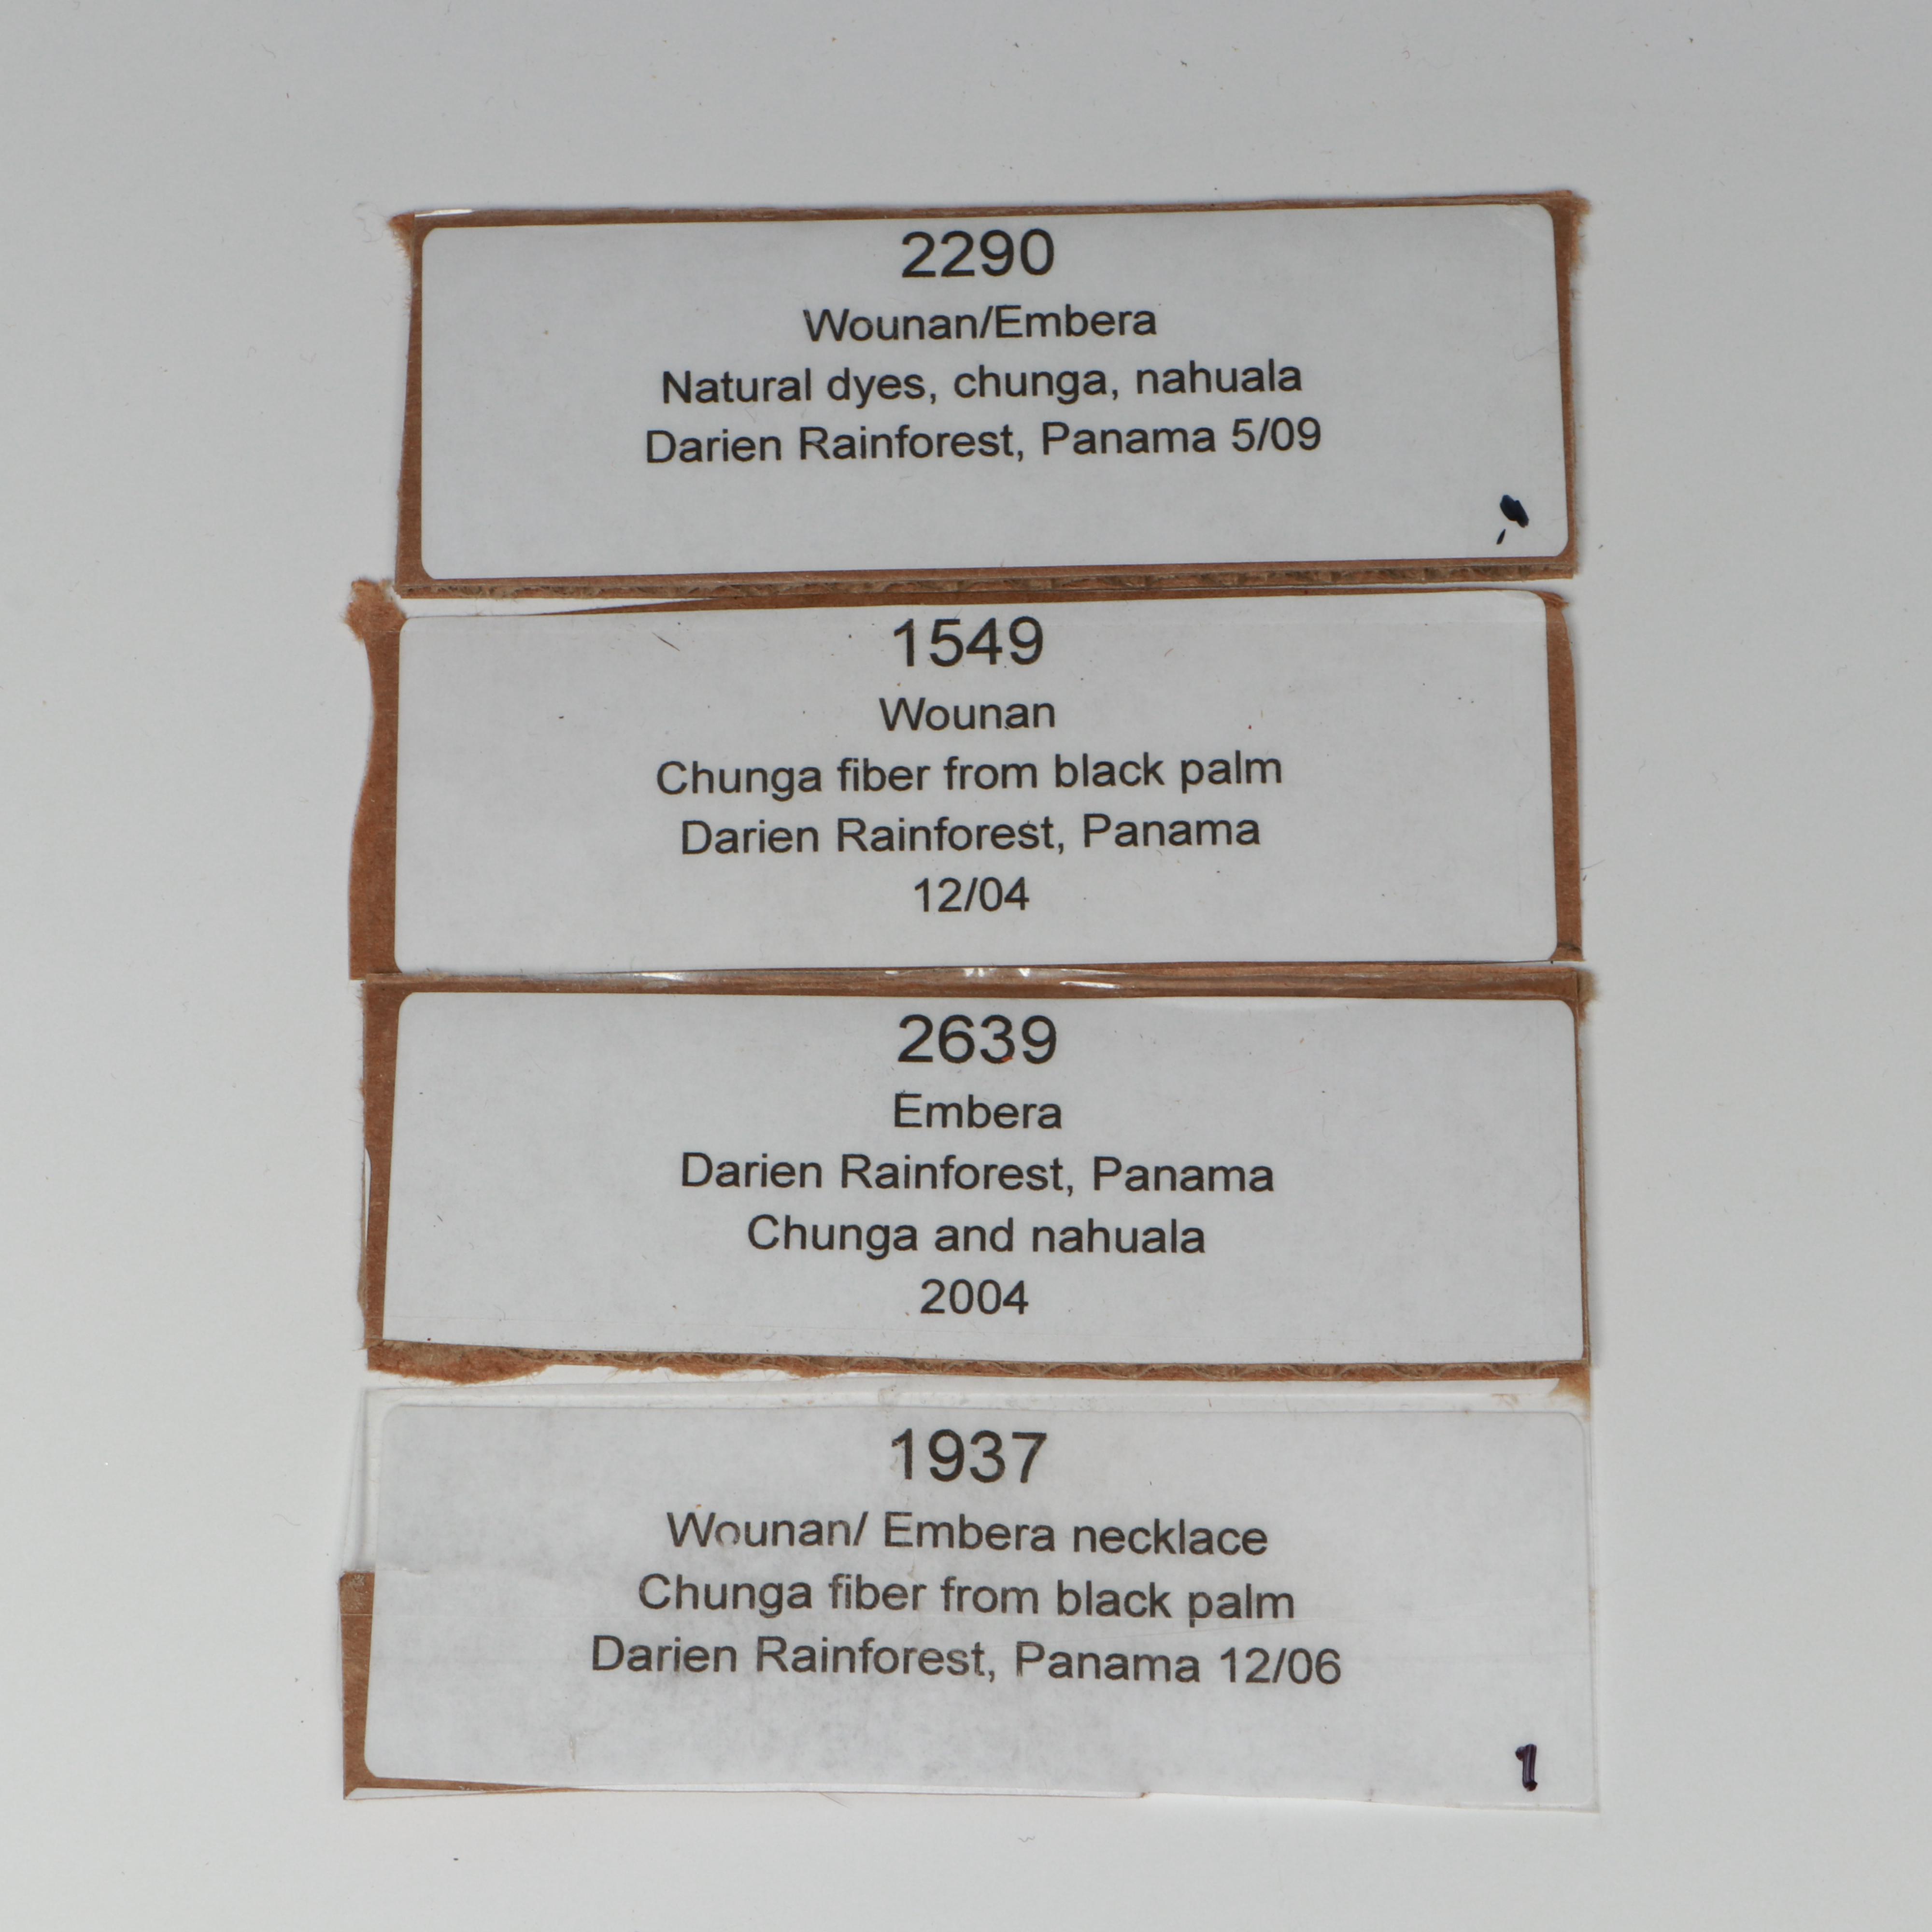 2290
Wounan/Embera
Natural dyes, chunga, nahuala
Darien Rainforest, Panama 5/09
1549
Wounan
Chunga fiber from black palm
Darien Rainforest, Panama
12/04
2639
Embera
Darien Rainforest, Panama
Chunga and nahuala
2004
1937
Wounan/ Embera necklace
Chunga fiber from black palm
Darien Rainforest, Panama 12/06
1